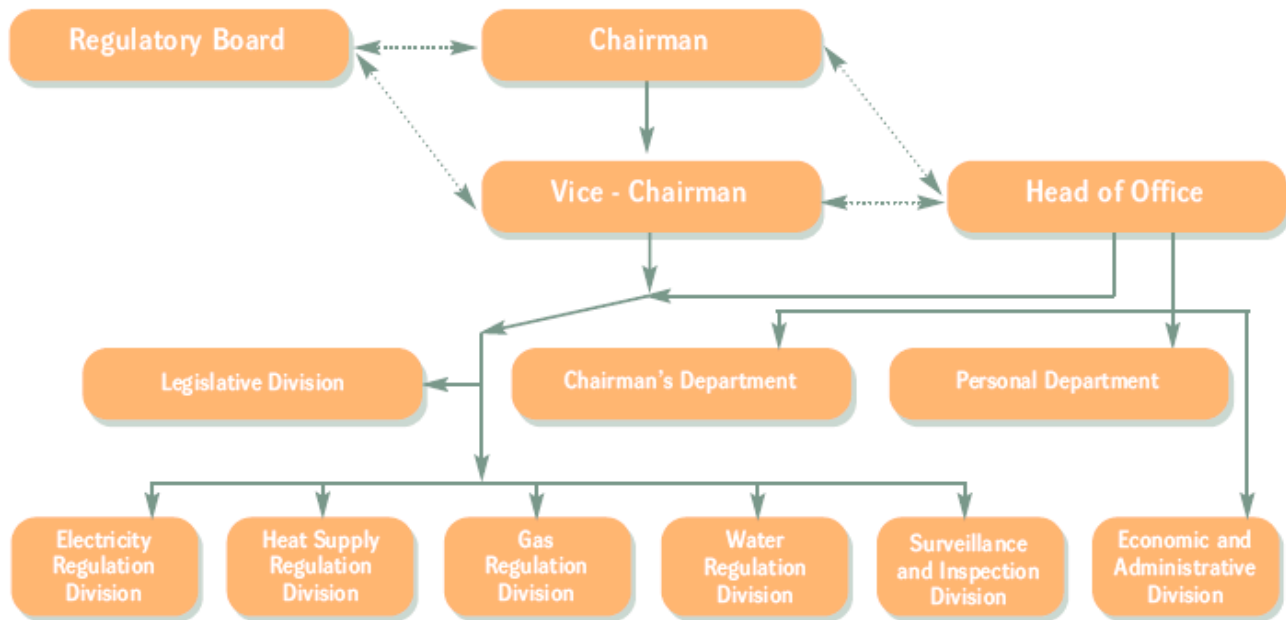 Regulatory Board
Chairman
Vice - Chairman
Head of Office
Legislative Division
Chairman's Department
Personal Department
Electricity
Regulation
Division
Heat Supply
Regulation
Division
Gas
Regulation
Division
Water
Regulation
Division
Surveillance
and Inspection
Division
Economic and
Administrative
Division